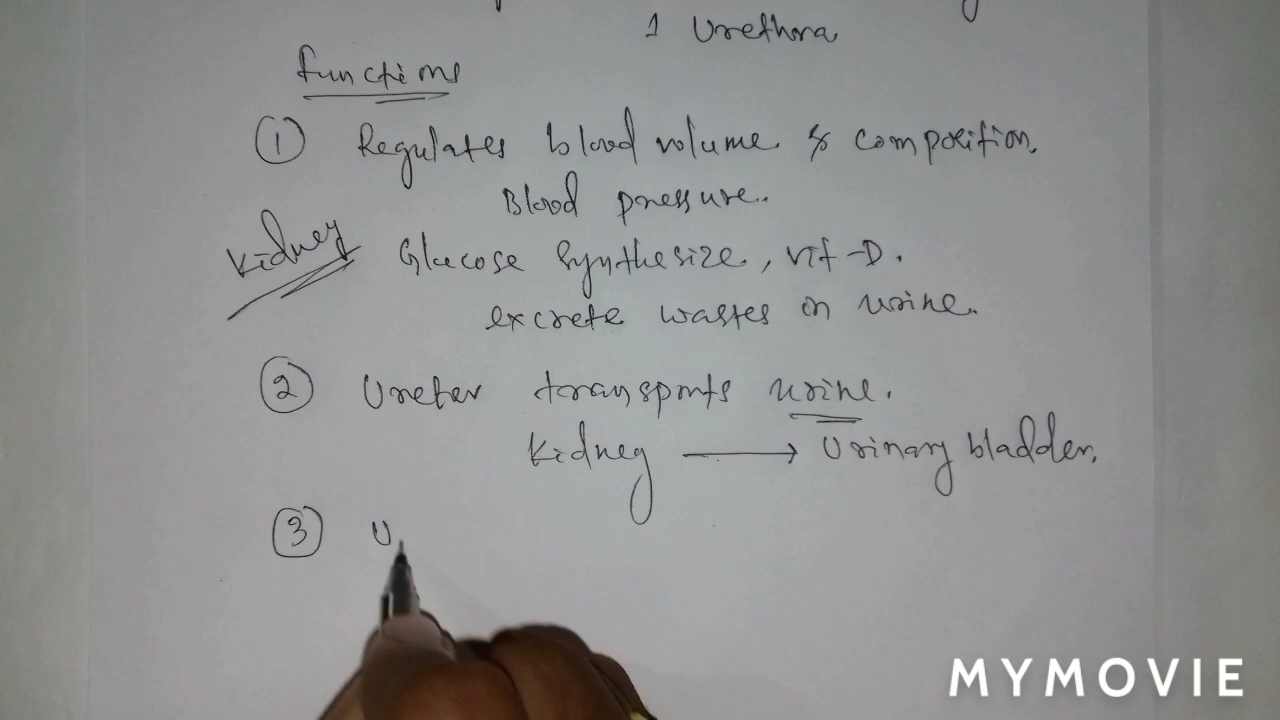 1 Urethra
functions
① Regulates blood volume & composition.
Blood pressure.
Kidney
Glucose synthesize, vit-D.
excrete wastes in urine.
② Ureter transports urine.
Kidney → Urinary bladder.
③ U
MYMOVIE